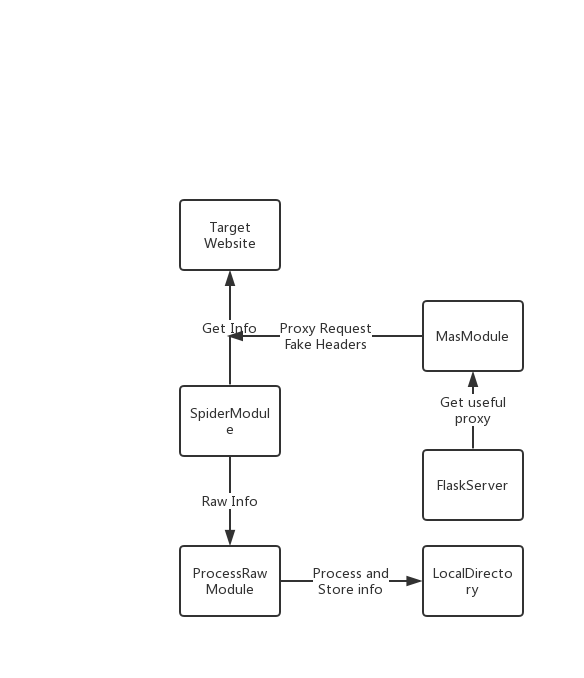 Target
Website
Get Info
Proxy Request
Fake Headers
MasModule
Get useful
proxy
SpiderModul
e
FlaskServer
Raw Info
ProcessRaw
Module
Process and
Store info
LocalDirecto
ry